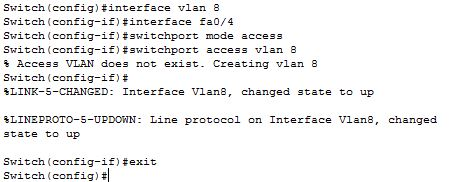 Switch(config)#interface vlan 8
Switch(config-if)#interface fa0/4
Switch(config-if)#switchport mode access
Switch(config-if)#switchport access vlan 8
% Access VLAN does not exist. Creating vlan 8
Switch(config-if)#
%LINK-5-CHANGED: Interface Vlan8, changed state to up
%LINEPROTO-5-UPDOWN: Line protocol on Interface Vlan8, changed
state to up
Switch(config-if)#exit
Switch(config)#